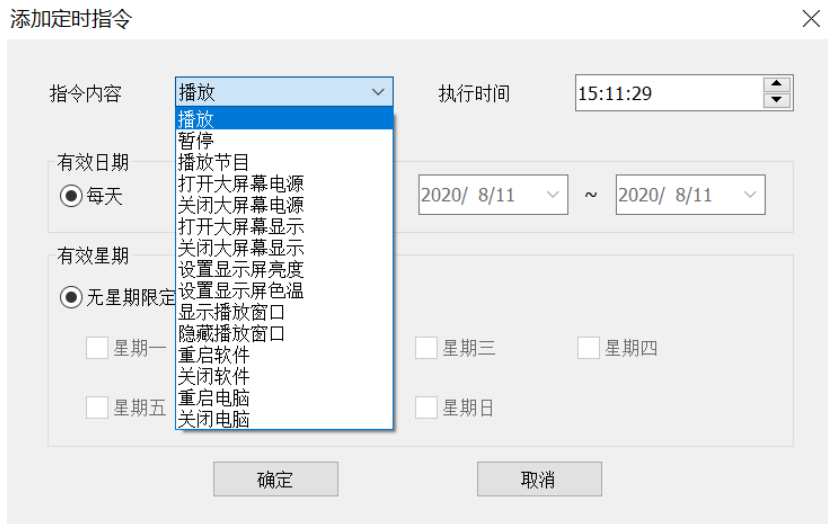 添加定时指令
指令内容 播放 执行时间 15:11:29
播放
暂停
播放节目
打开大屏幕电源
关闭大屏幕电源
打开大屏幕显示
关闭大屏幕显示
设置显示屏亮度
设置显示屏色温
显示播放窗口
隐藏播放窗口
重启软件
关闭软件
重启电脑
关闭电脑
有效日期
每天 2020/ 8/11 ~ 2020/ 8/11
有效星期
无星期限定
星期一 星期三 星期四
星期五 星期日
确定 取消